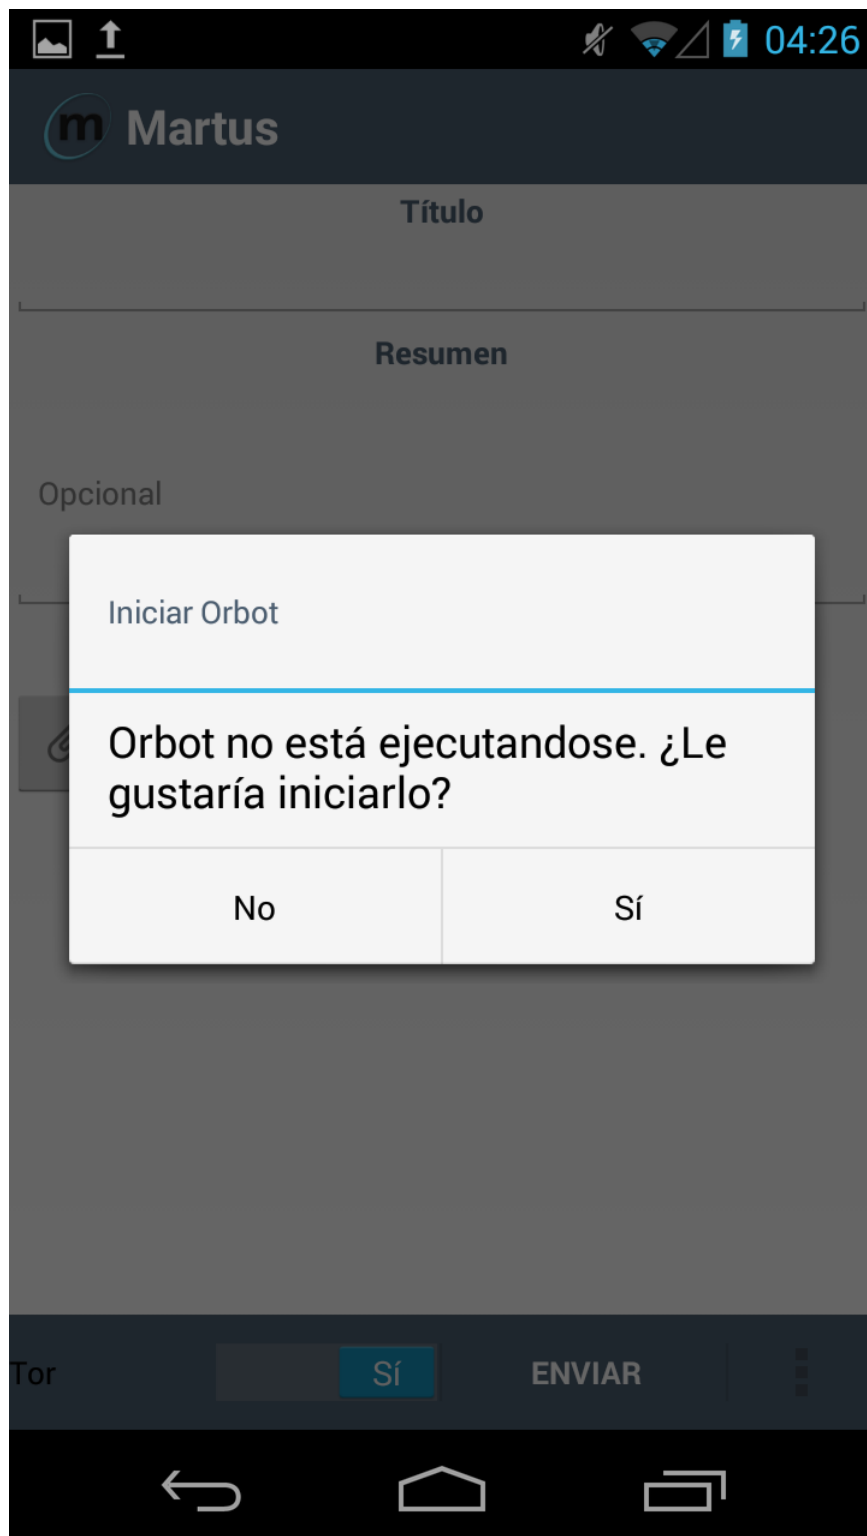 04:26
m Martus
Título
Resumen
Opcional
Iniciar Orbot
Orbot no está ejecutandose. ¿Le
gustaría iniciarlo?
No Sí
Tor Sí ENVIAR